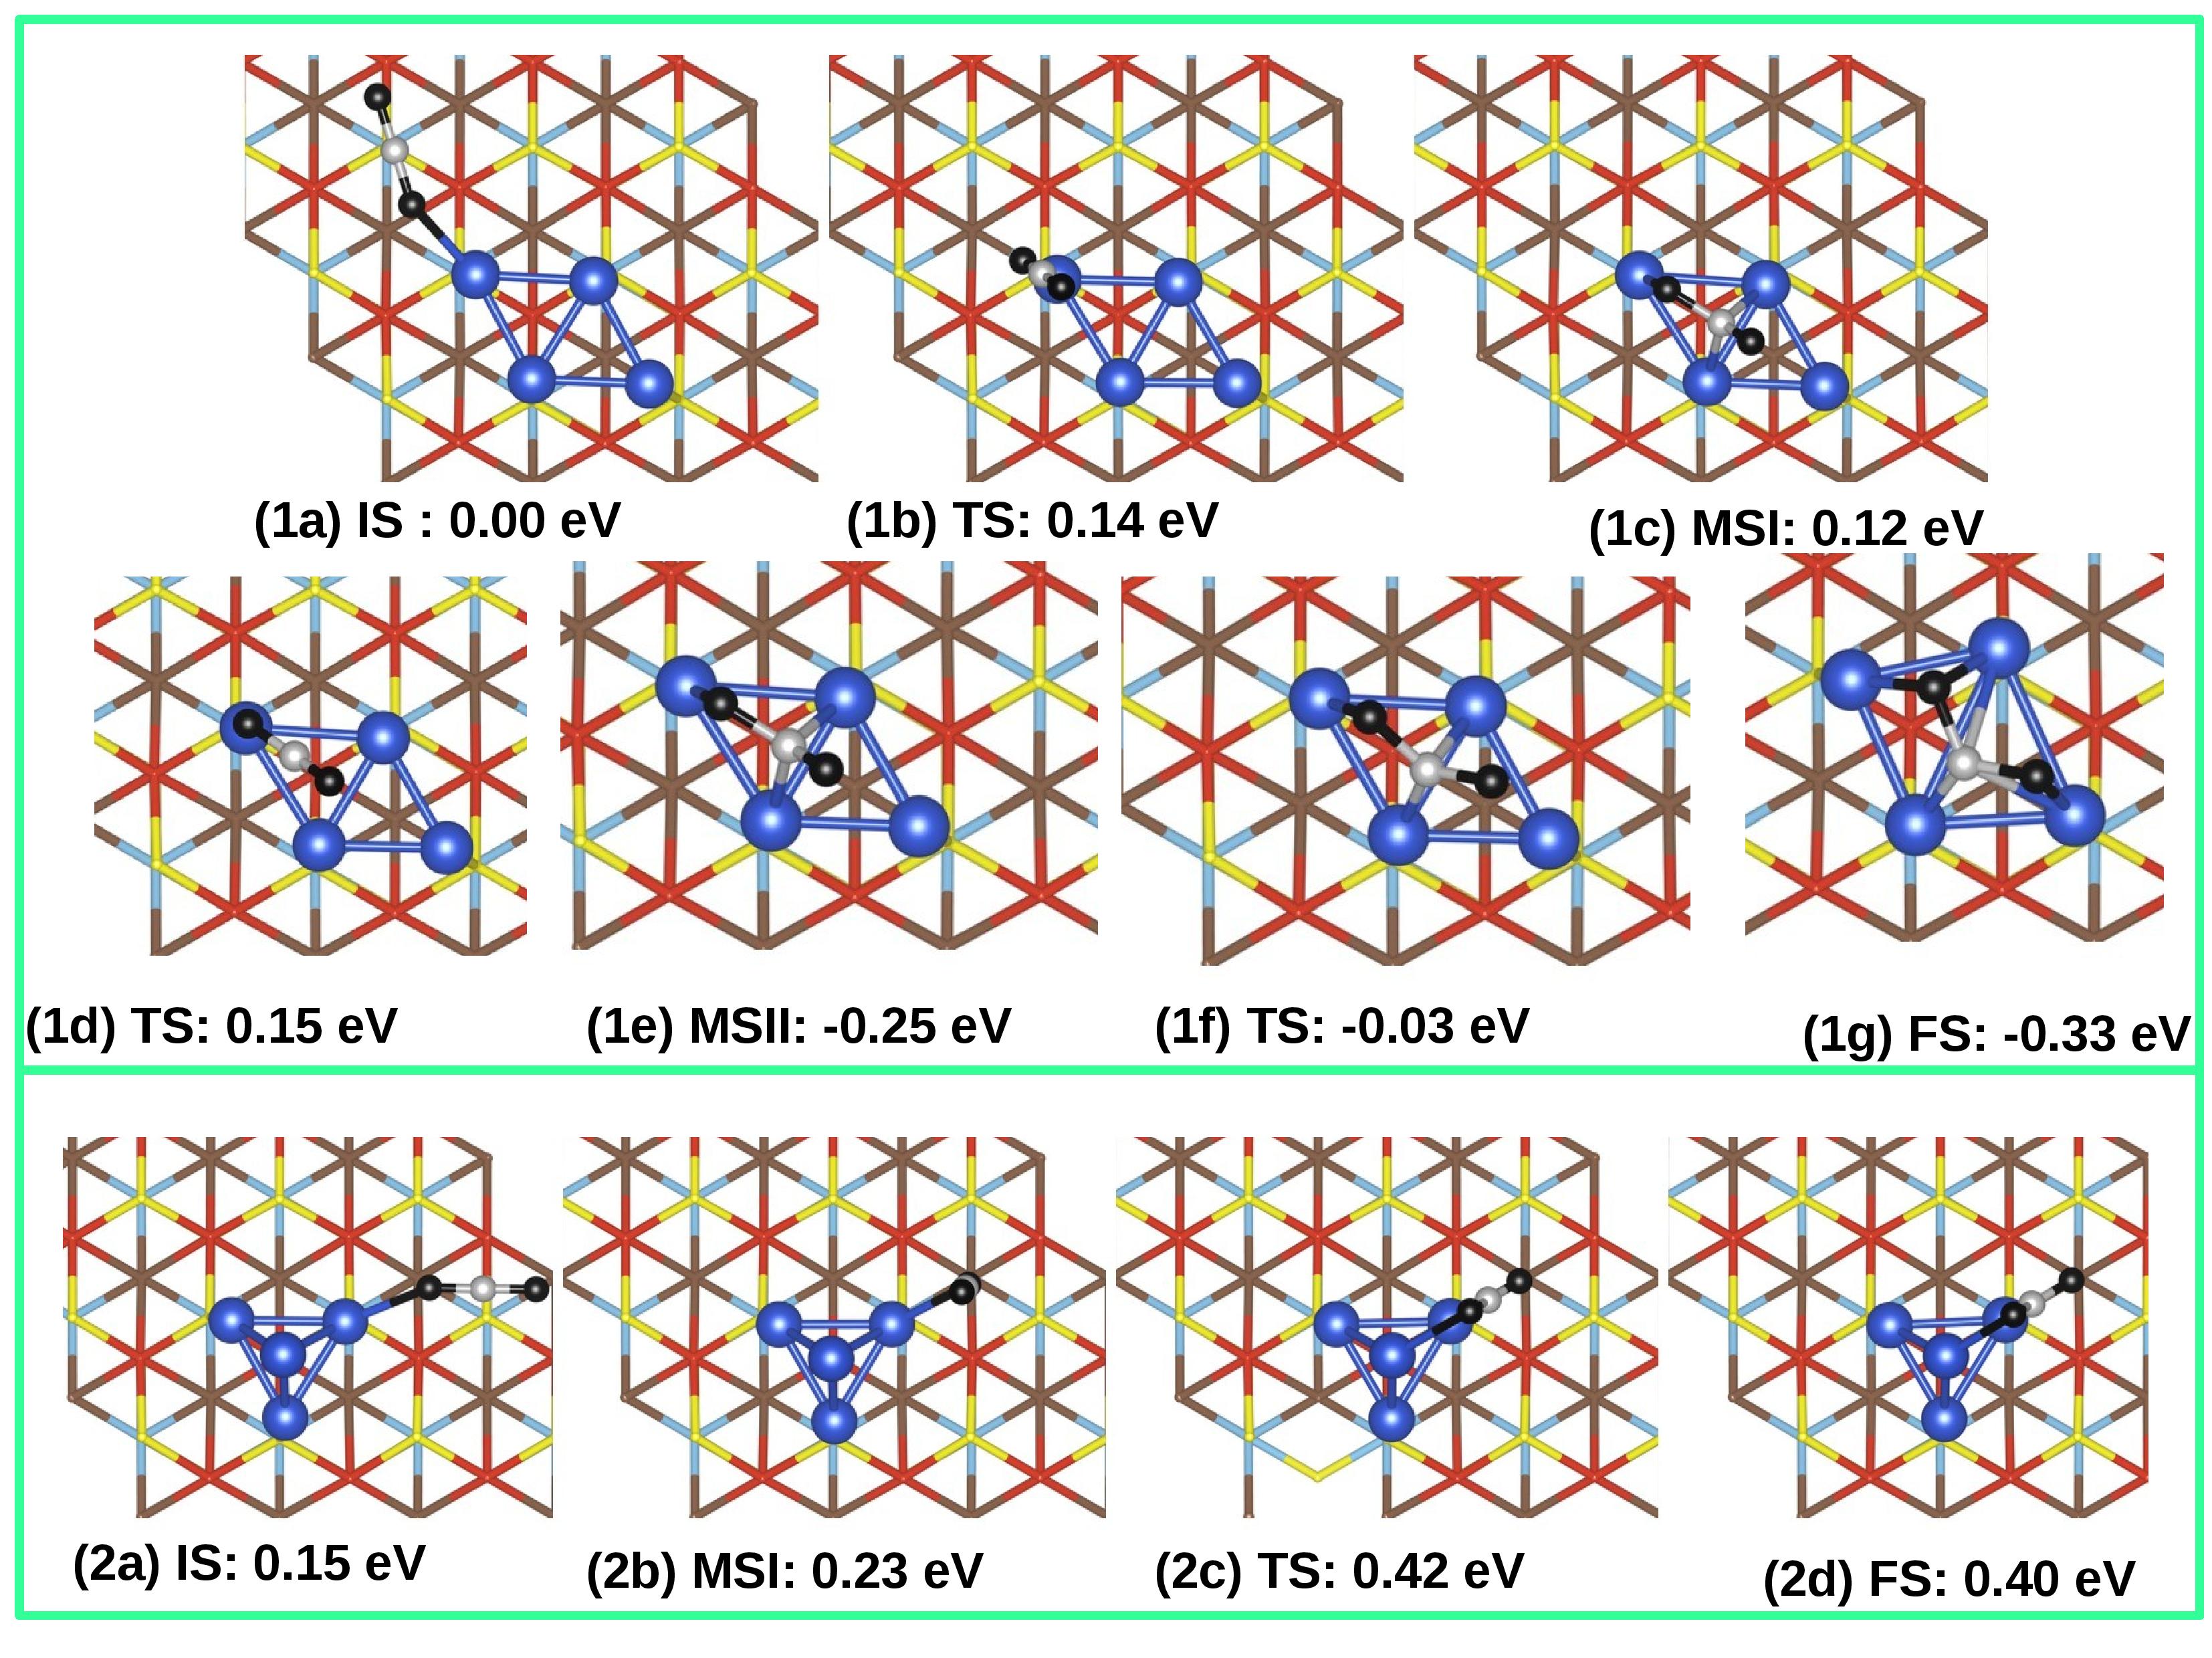 (1a) IS : 0.00 eV
(1b) TS: 0.14 eV
(1c) MSI: 0.12 eV
(1d) TS: 0.15 eV
(1e) MSII: -0.25 eV
(1f) TS: -0.03 eV
(1g) FS: -0.33 eV
(2a) IS: 0.15 eV
(2b) MSI: 0.23 eV
(2c) TS: 0.42 eV
(2d) FS: 0.40 eV